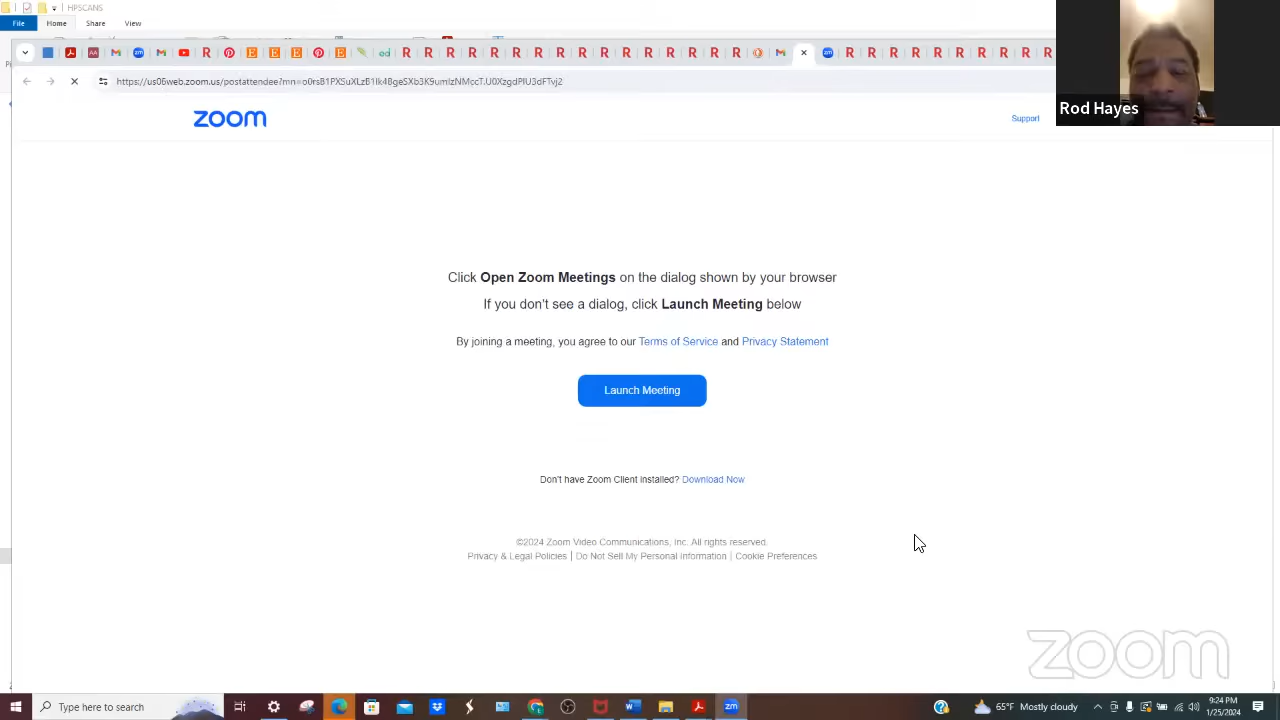 HPSCANS
File Home Share View
https://us06web.zoom.us/postattendee?mn=
zoom
Support
Rod Hayes
Click Open Zoom Meetings on the dialog shown by your browser
If you don't see a dialog, click Launch Meeting below
By joining a meeting, you agree to our Terms of Service and Privacy Statement
Launch Meeting
Don't have Zoom Client installed? Download Now
©2024 Zoom Video Communications, Inc. All rights reserved.
Privacy & Legal Policies | Do Not Sell My Personal Information | Cookie Preferences
zoom
Type here to search
65°F Mostly cloudy
9:24 PM
1/25/2024